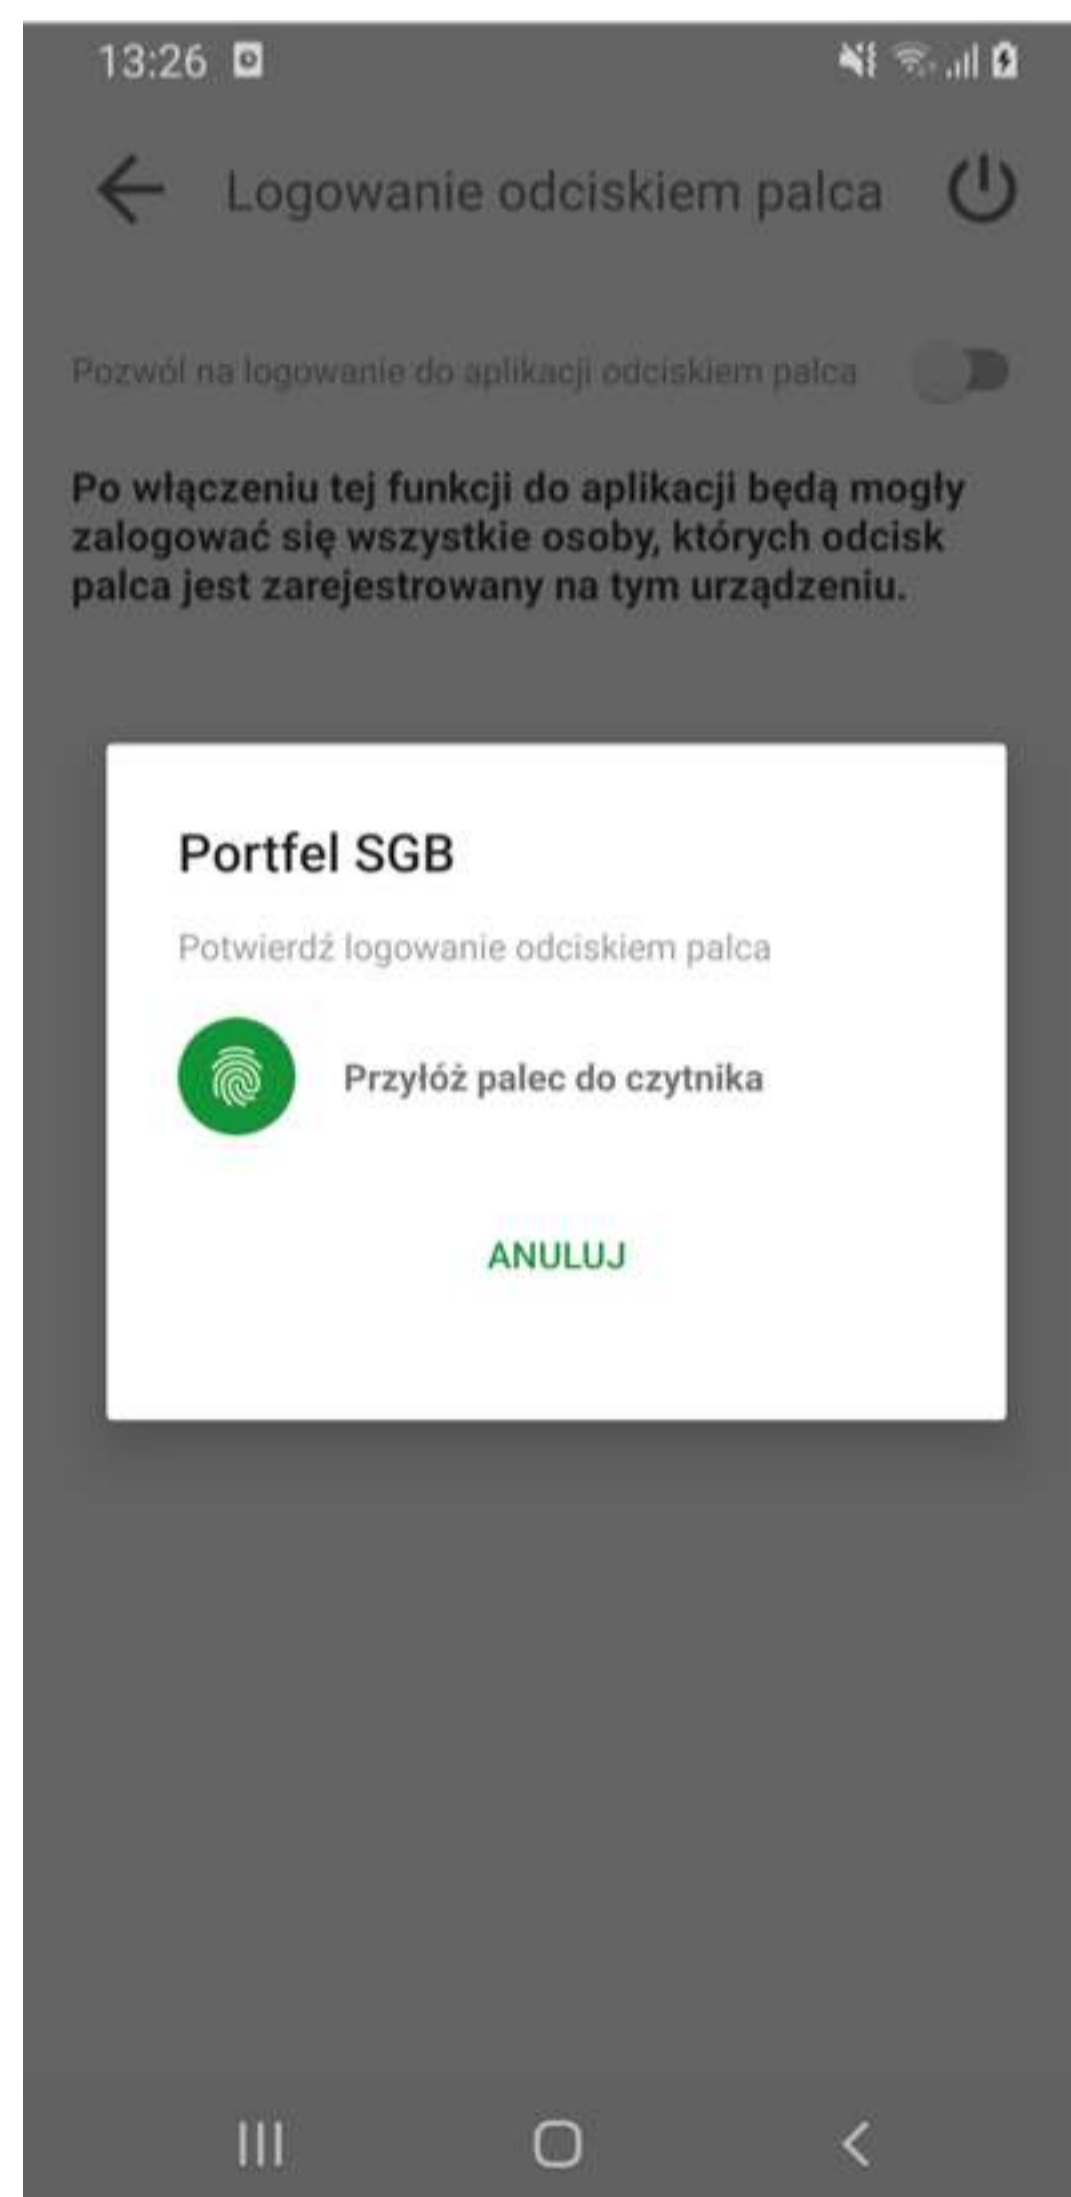 13:26
Logowanie odciskiem palca
Pozwól na logowanie do aplikacji odciskiem palca
Po włączeniu tej funkcji do aplikacji będą mogły
zalogować się wszystkie osoby, których odcisk
palca jest zarejestrowany na tym urządzeniu.
Portfel SGB
Potwierdź logowanie odciskiem palca
Przyłóż palec do czytnika
ANULUJ